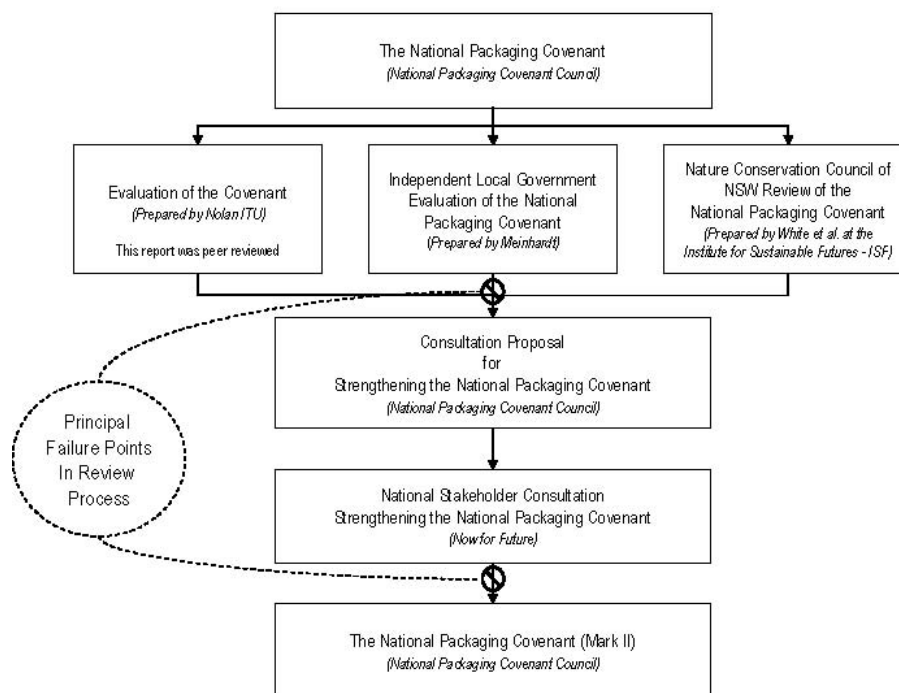 The National Packaging Covenant
(National Packaging Covenant Council)
Evaluation of the Covenant
(Prepared by Nolan ITU)
This report was peer reviewed
Independent Local Government
Evaluation of the National
Packaging Covenant
(Prepared by Meinhardt)
Nature Conservation Council of
NSW Review of the
National Packaging Covenant
(Prepared by White et al. at the
Institute for Sustainable Futures - ISF)
Consultation Proposal
for
Strengthening the National Packaging Covenant
(National Packaging Covenant Council)
Principal
Failure Points
In Review
Process
National Stakeholder Consultation
Strengthening the National Packaging Covenant
(Now for Future)
The National Packaging Covenant (Mark II)
(National Packaging Covenant Council)